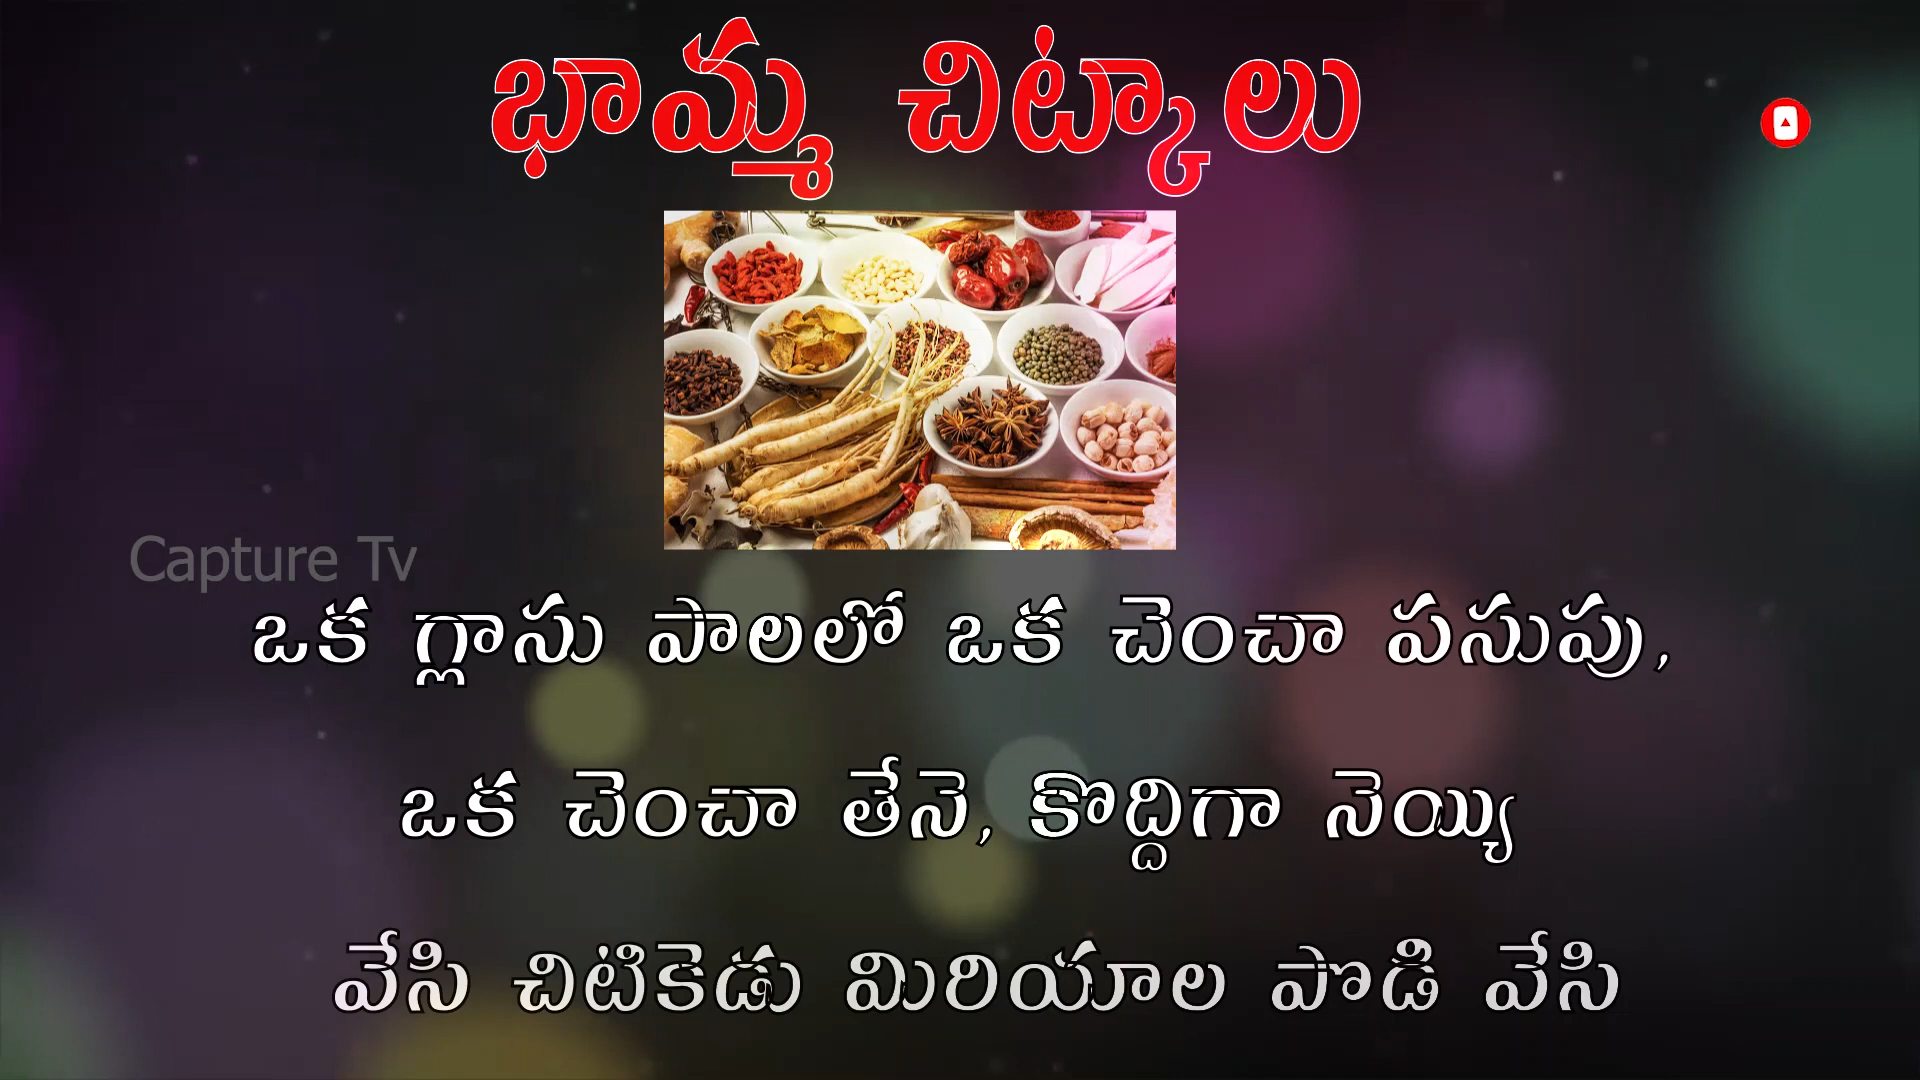 భామ్మ చిట్కాలు
Capture Tv
ఒక గ్లాసు పాలలో ఒక చెంచా పసుపు,
ఒక చెంచా తేనె, కొద్దిగా నెయ్యి
వేసి చిటికెడు మిరియాల పొడి వేసి